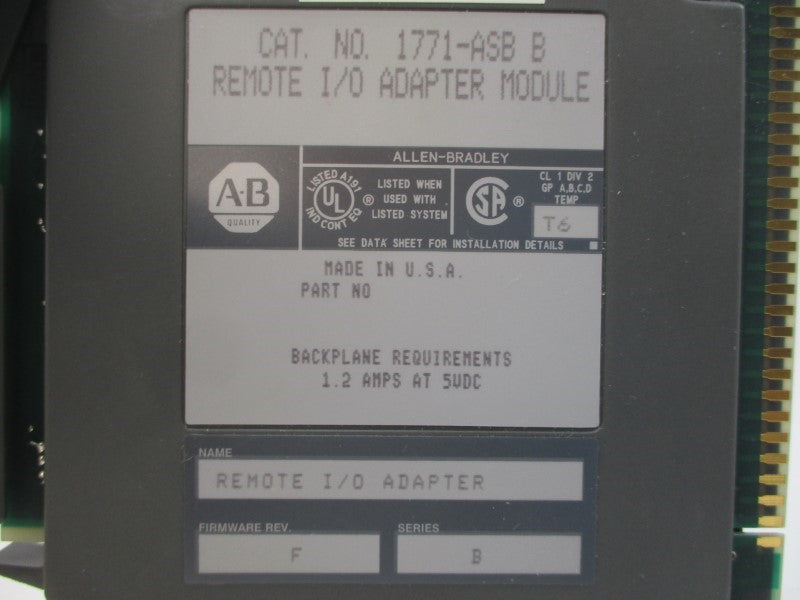 CAT. NO. 1771-ASB B
REMOTE I/O ADAPTER MODULE
ALLEN-BRADLEY
A-B
QUALITY
LISTED A191
UL
®
IND CONT EQ
LISTED WHEN
USED WITH
LISTED SYSTEM
SA
®
CL 1 DIV 2
GP A,B,C,D
TEMP
T6
SEE DATA SHEET FOR INSTALLATION DETAILS
MADE IN U.S.A.
PART NO
BACKPLANE REQUIREMENTS
1.2 AMPS AT 5VDC
NAME
REMOTE I/O ADAPTER
FIRMWARE REV.
F
SERIES
B